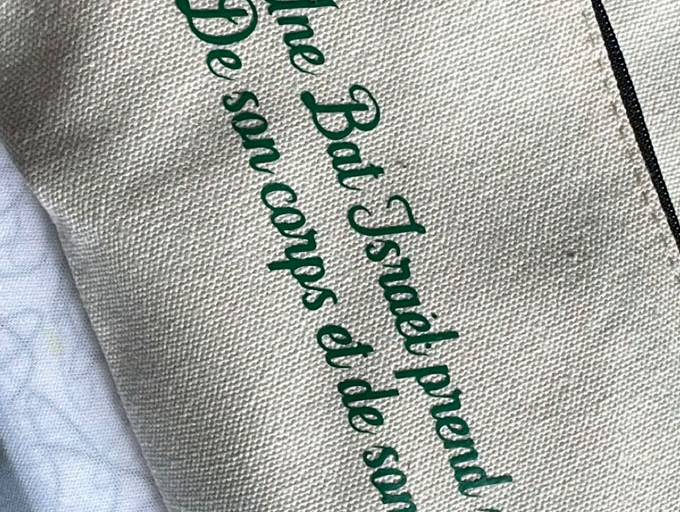 Une Bat Israël prend
De son corps et de son